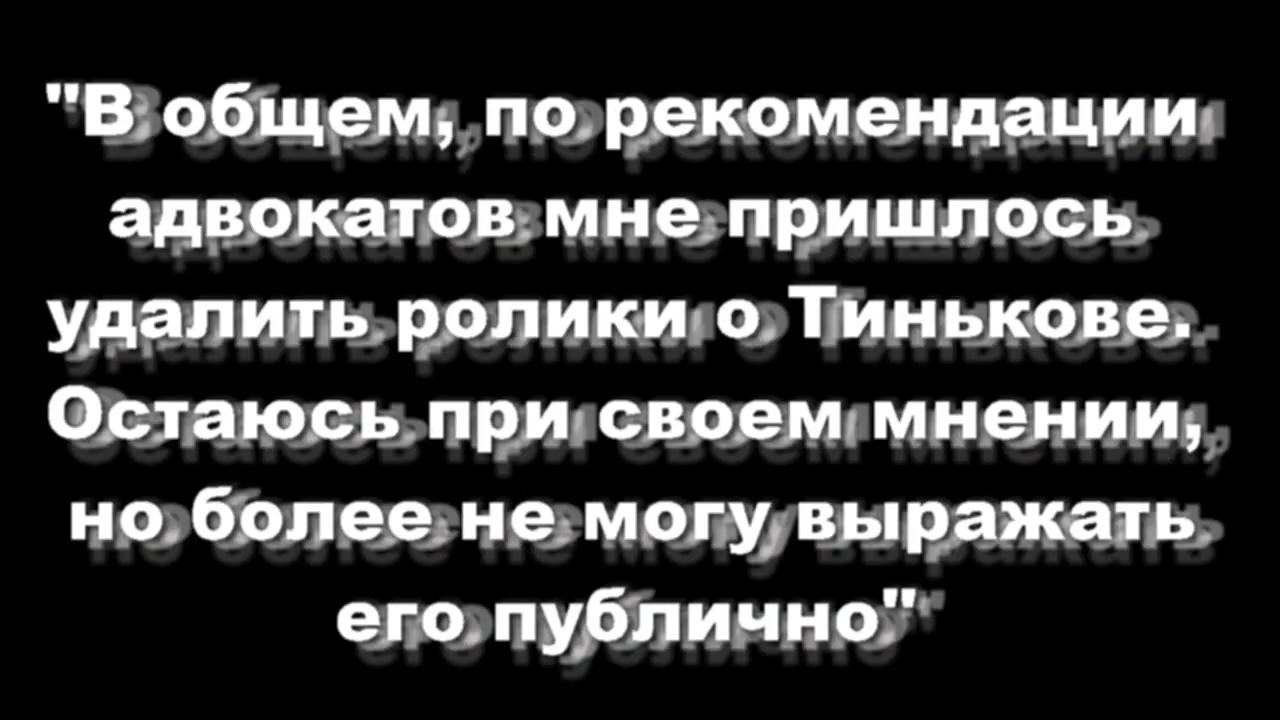 "В общем, по рекомендации
адвокатов мне пришлось
удалить ролики о Тинькове.
Остаюсь при своем мнении,
но более не могу выражать
его публично"